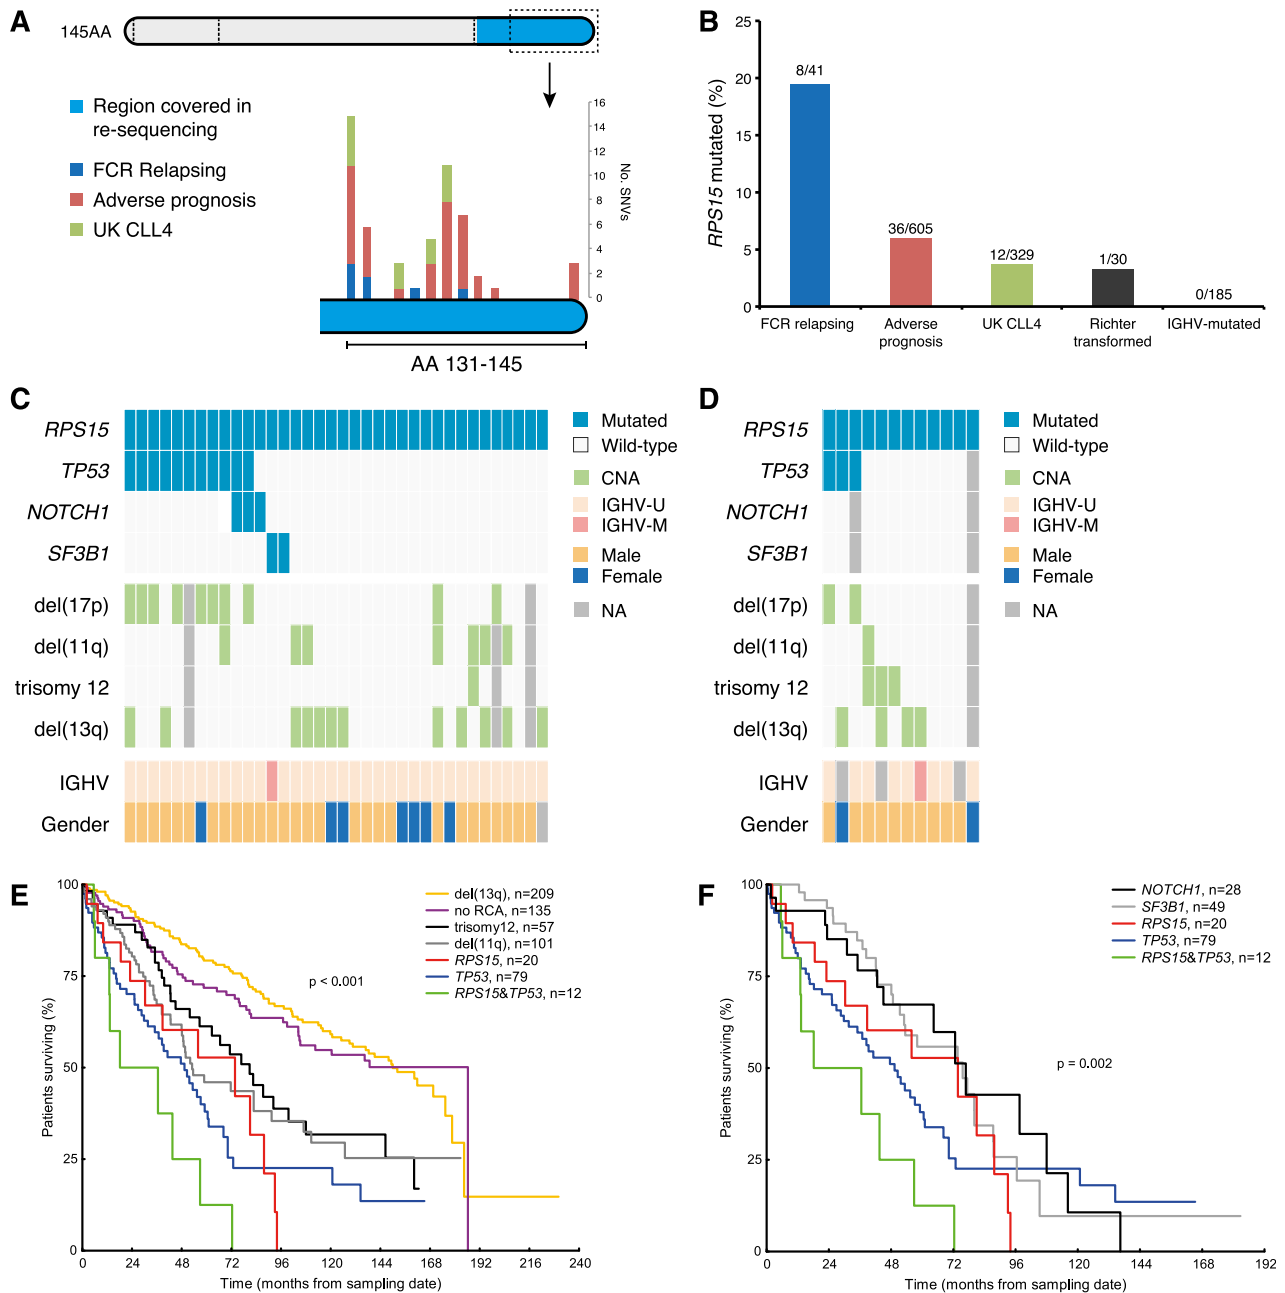 A
145AA
Region covered in
re-sequencing
FCR Relapsing
Adverse prognosis
UK CLL4
16
14
12
10
8
6
4
2
0
No. SNVs
AA 131-145
B
RPS15 mutated (%)
25
20
15
10
5
0
8/41
36/605
12/329
1/30
0/185
FCR relapsing
Adverse
prognosis
UK CLL4
Richter
transformed
IGHV-mutated
C
RPS15
TP53
NOTCH1
SF3B1
del(17p)
del(11q)
trisomy 12
del(13q)
IGHV
Gender
Mutated
Wild-type
CNA
IGHV-U
IGHV-M
Male
Female
NA
D
RPS15
TP53
NOTCH1
SF3B1
del(17p)
del(11q)
trisomy 12
del(13q)
IGHV
Gender
Mutated
Wild-type
CNA
IGHV-U
IGHV-M
Male
Female
NA
E
Patients surviving (%)
100
75
50
25
0
del(13q), n=209
no RCA, n=135
trisomy12, n=57
del(11q), n=101
RPS15, n=20
TP53, n=79
RPS15&TP53, n=12
p < 0.001
0 24 48 72 96 120 144 168 192 216 240
Time (months from sampling date)
F
Patients surviving (%)
100
75
50
25
0
NOTCH1, n=28
SF3B1, n=49
RPS15, n=20
TP53, n=79
RPS15&TP53, n=12
p = 0.002
0 24 48 72 96 120 144 168 192
Time (months from sampling date)